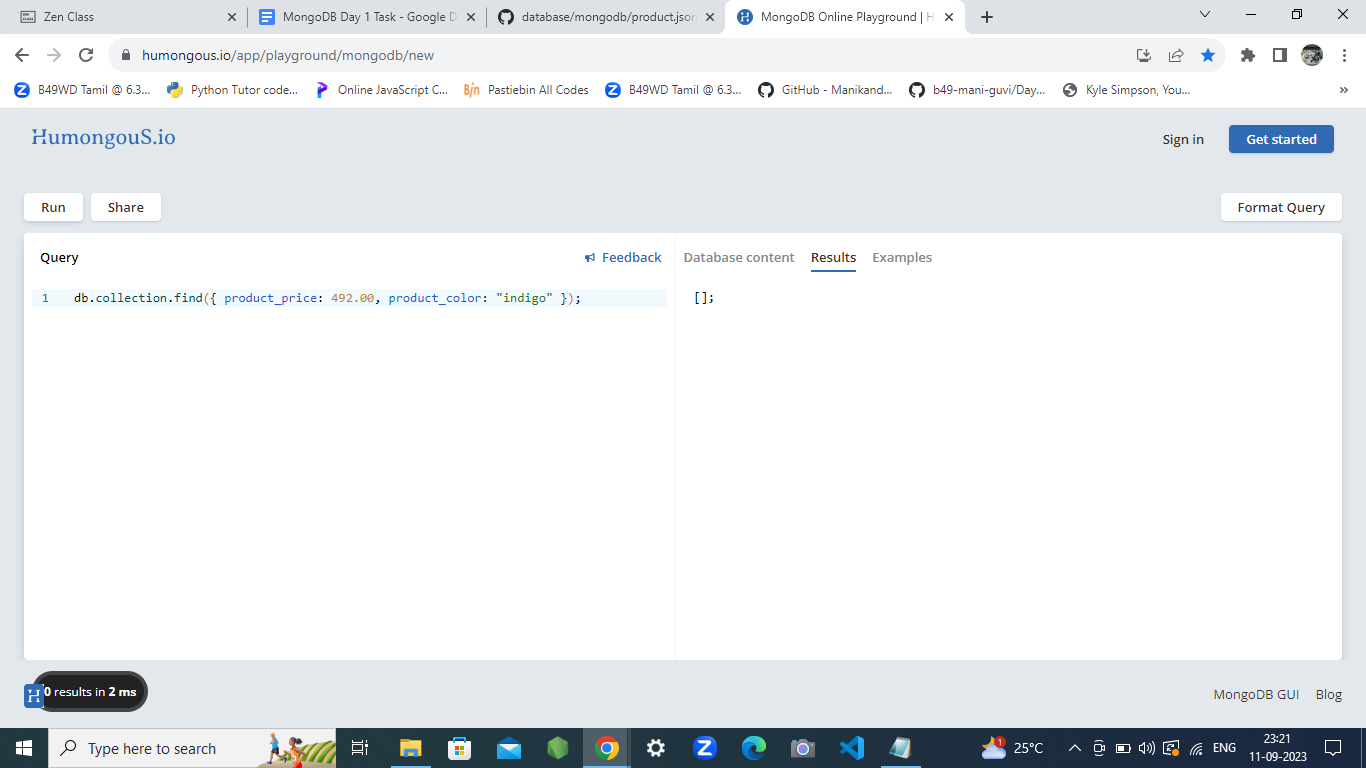 Zen Class
MongoDB Day 1 Task - Google D
database/mongodb/product.json
MongoDB Online Playground | H
humongous.io/app/playground/mongodb/new
B49WD Tamil @ 6.3...
Python Tutor code...
Online JavaScript C...
B/n Pastiebin All Codes
B49WD Tamil @ 6.3...
GitHub - Manikand...
b49-mani-guvi/Day...
Kyle Simpson, You...
»
HumongouS.io
Sign in
Get started
Run
Share
Format Query
Query
Feedback
Database content
Results
Examples
1 db.collection.find({ product_price: 492.00, product_color: "indigo" });
[];
H
0 results in 2 ms
MongoDB GUI
Blog
Type here to search
1
25°C
ENG
23:21
11-09-2023